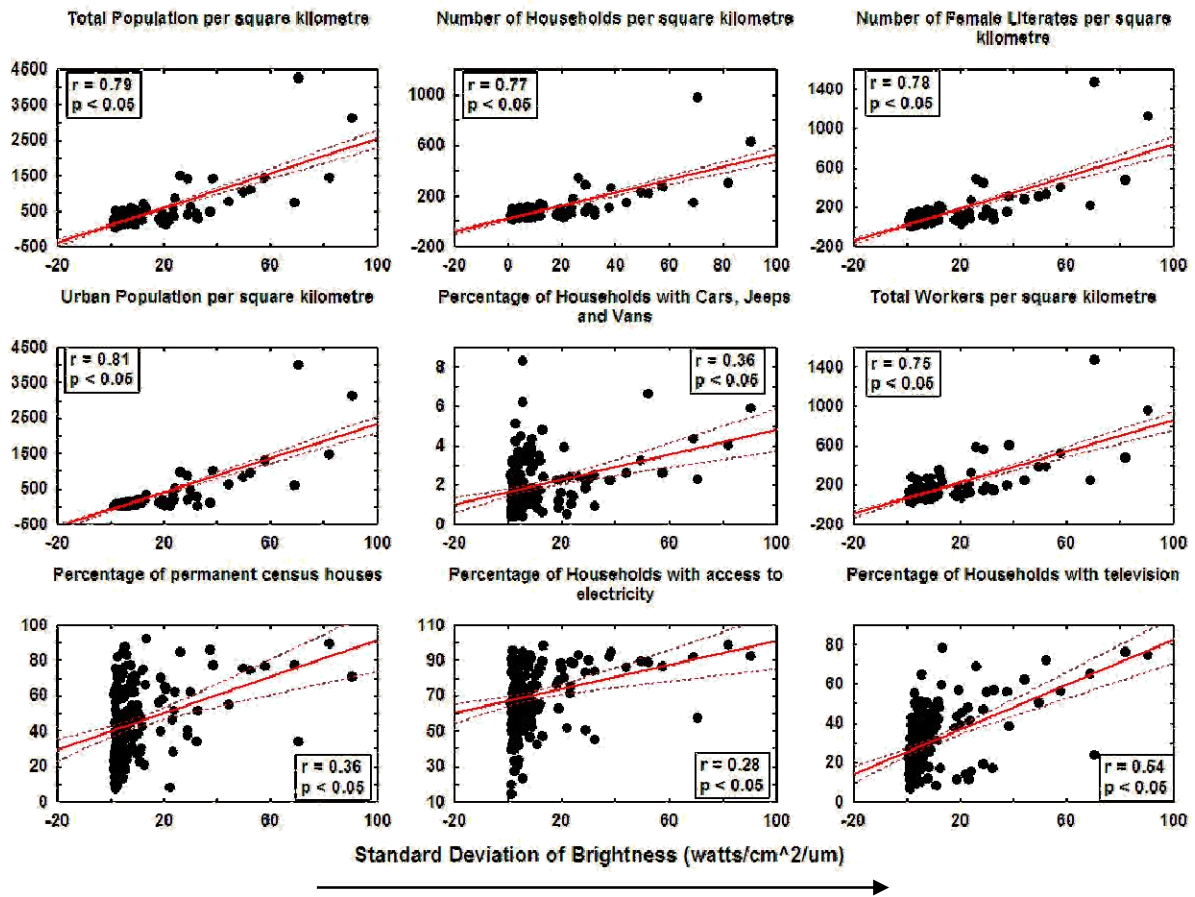 Total Population per square kilometre
Number of Households per square kilometre
Number of Female Literates per square
kilometre
r = 0.79
p < 0.05
4500
3500
2500
1500
500
-500
-20 20 60 100
r = 0.77
p < 0.05
1000
600
200
-200
-20 0 20 40 60 80 100
r = 0.78
p < 0.05
1400
1000
600
200
-200
-20 20 60 100
Urban Population per square kilometre
Percentage of Households with Cars, Jeeps
and Vans
Total Workers per square kilometre
r = 0.81
p < 0.05
4500
3500
2500
1500
500
-500
-20 20 60 100
r = 0.36
p < 0.05
8
6
4
2
0
-20 20 60 100
r = 0.75
p < 0.05
1400
1000
600
200
-200
-20 20 60 100
Percentage of permanent census houses
Percentage of Households with access to
electricity
Percentage of Households with television
100
80
60
40
20
0
r = 0.36
p < 0.05
-20 20 60 100
110
90
70
50
30
10
r = 0.28
p < 0.05
-20 20 60 100
80
60
40
20
0
r = 0.54
p < 0.05
-20 20 60 100
Standard Deviation of Brightness (watts/cm^2/um)